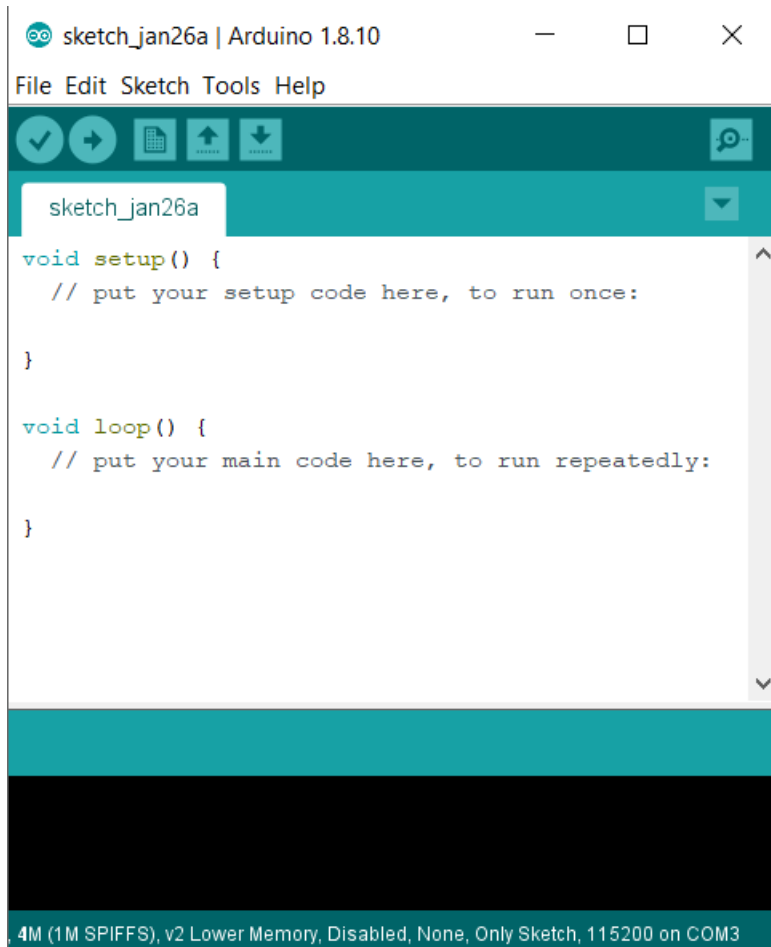 sketch_jan26a | Arduino 1.8.10
File Edit Sketch Tools Help
sketch_jan26a
void setup() {
  // put your setup code here, to run once:
}
void loop() {
  // put your main code here, to run repeatedly:
}
, 4M (1M SPIFFS), v2 Lower Memory, Disabled, None, Only Sketch, 115200 on COM3